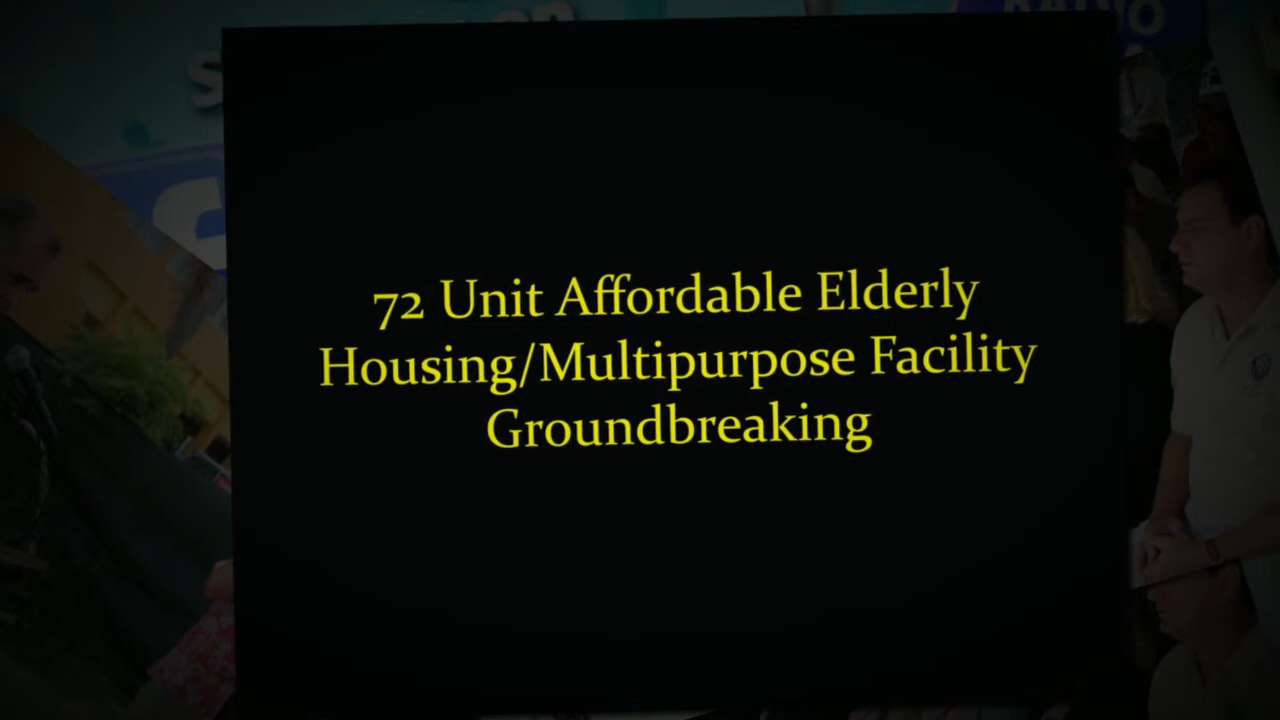 72 Unit Affordable Elderly
Housing/Multipurpose Facility
Groundbreaking